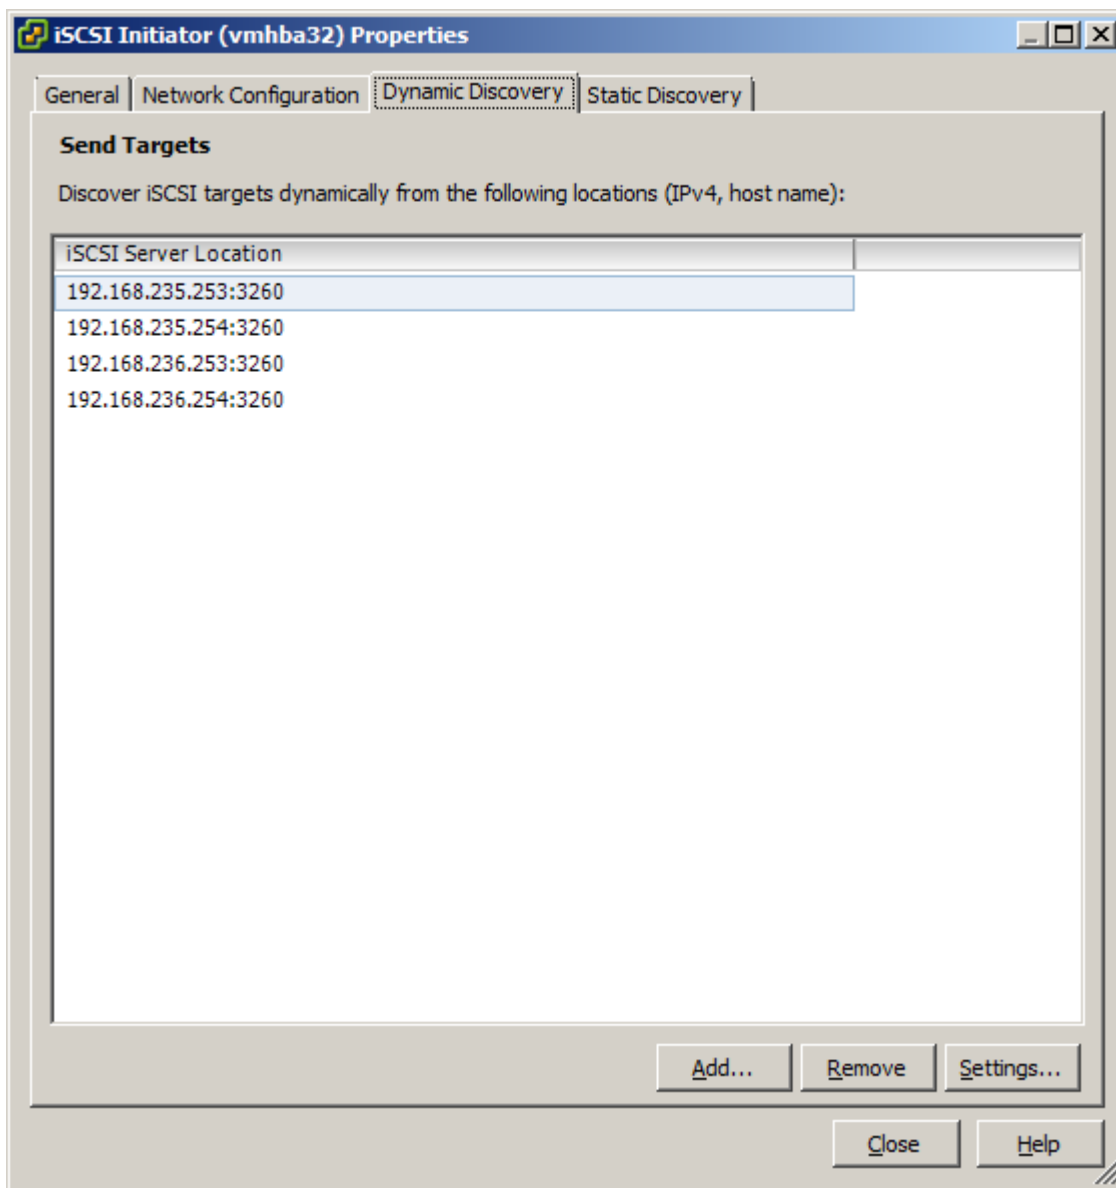 iSCSI Initiator (vmhba32) Properties
General Network Configuration Dynamic Discovery Static Discovery
Send Targets
Discover iSCSI targets dynamically from the following locations (IPv4, host name):
iSCSI Server Location
192.168.235.253:3260
192.168.235.254:3260
192.168.236.253:3260
192.168.236.254:3260
Add... Remove Settings...
Close Help